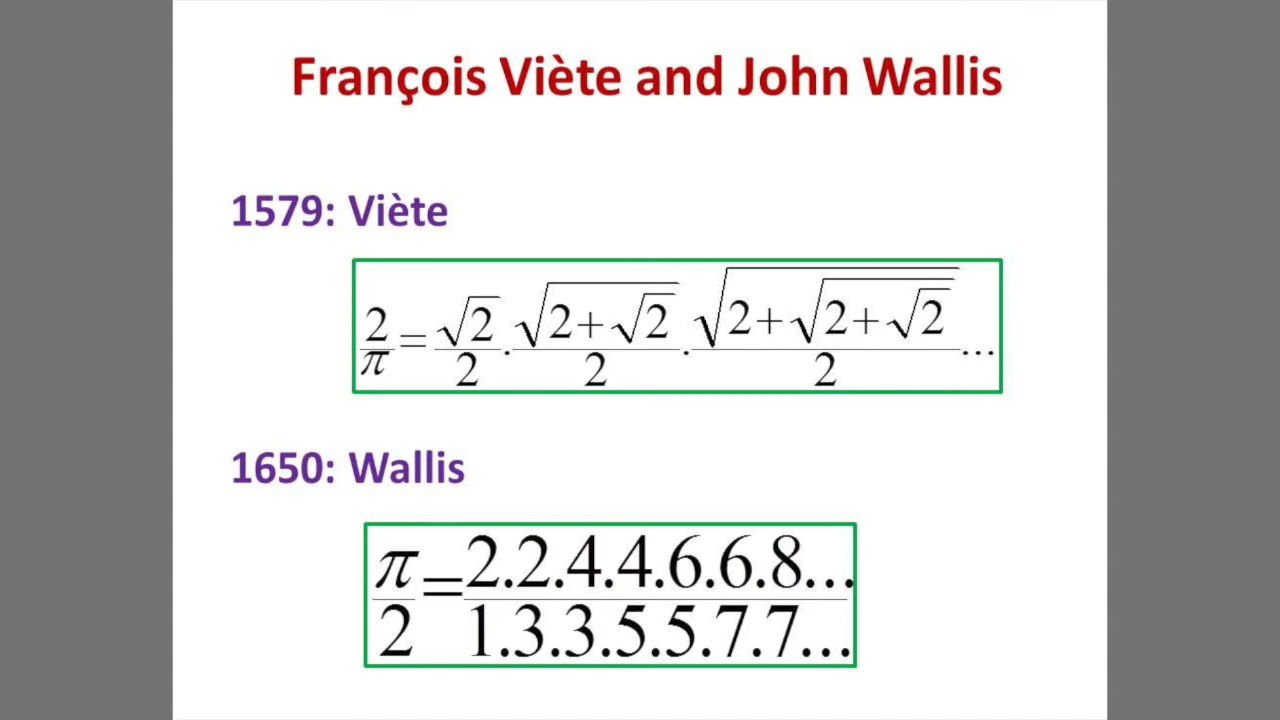 François Viète and John Wallis
1579: Viète
2/π = √2/2 . √(2+√2)/2 . √(2+√(2+√2))/2 ...
1650: Wallis
π/2 = 2.2.4.4.6.6.8.../1.3.3.5.5.7.7...